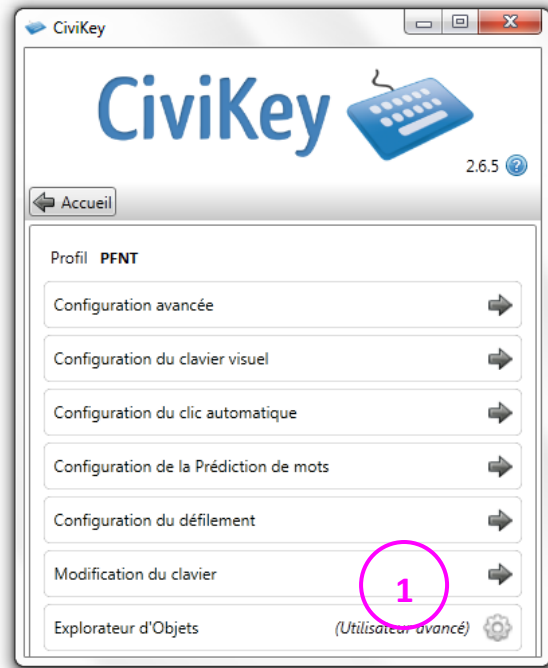 CiviKey
CiviKey
2.6.5 ?
Accueil
Profil PFNT
Configuration avancée
Configuration du clavier visuel
Configuration du clic automatique
Configuration de la Prédiction de mots
Configuration du défilement
Modification du clavier
1
Explorateur d'Objets (Utilisateur avancé)